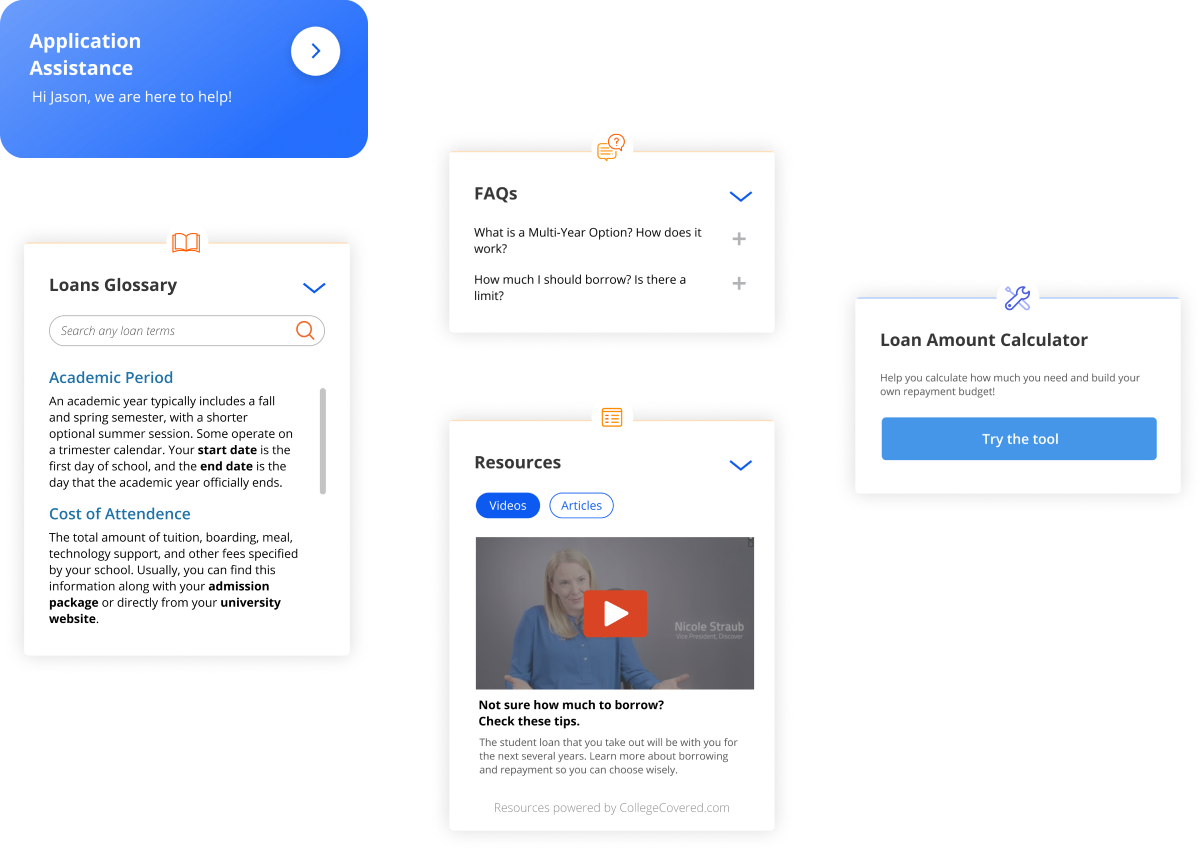 Application
Assistance
Hi Jason, we are here to help!
Loans Glossary
Search any loan terms
Academic Period
An academic year typically includes a fall
and spring semester, with a shorter
optional summer session. Some operate on
a trimester calendar. Your start date is the
first day of school, and the end date is the
day that the academic year officially ends.
Cost of Attendence
The total amount of tuition, boarding, meal,
technology support, and other fees specified
by your school. Usually, you can find this
information along with your admission
package or directly from your university
website.
?
FAQs
What is a Multi-Year Option? How does it
work?
How much I should borrow? Is there a
limit?
Resources
Videos
Articles
Nicole Straub
Vice President, Discover
Not sure how much to borrow?
Check these tips.
The student loan that you take out will be with you for
the next several years. Learn more about borrowing
and repayment so you can choose wisely.
Resources powered by CollegeCovered.com
Loan Amount Calculator
Help you calculate how much you need and build your
own repayment budget!
Try the tool